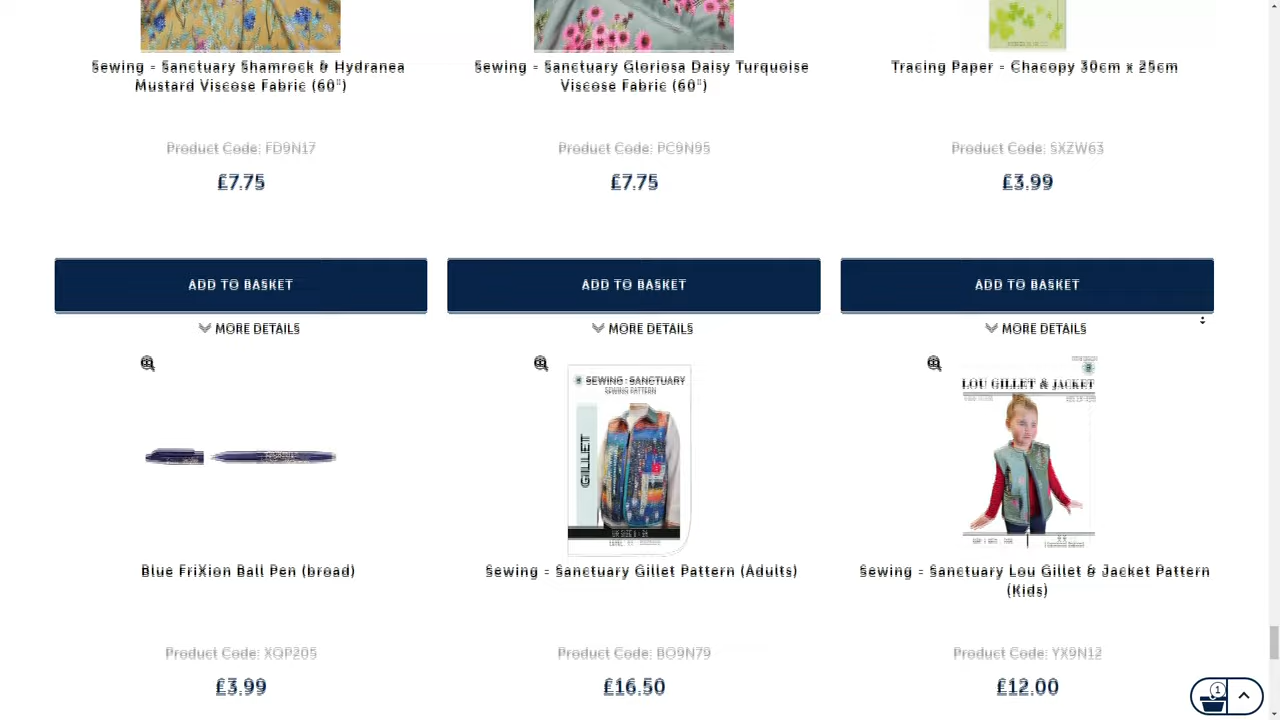 Sewing - Sanctuary Shamrock & Hydranea
Mustard Viscose Fabric (60")
Product Code: FD9N17
£7.75
ADD TO BASKET
MORE DETAILS
Sewing - Sanctuary Gloriosa Daisy Turquoise
Viscose Fabric (60")
Product Code: PC9N95
£7.75
ADD TO BASKET
MORE DETAILS
Tracing Paper - Chacopy 30cm x 25cm
Product Code: SXZW63
£3.99
ADD TO BASKET
MORE DETAILS
Blue FriXion Ball Pen (broad)
Product Code: XQP205
£3.99
SEWING SANCTUARY
SEWING PATTERN
GILLET
Sewing - Sanctuary Gillet Pattern (Adults)
Product Code: BO9N79
£16.50
LOU GILLET & JACKET
Sewing - Sanctuary Lou Gillet & Jacket Pattern
(Kids)
Product Code: YX9N12
£12.00
1